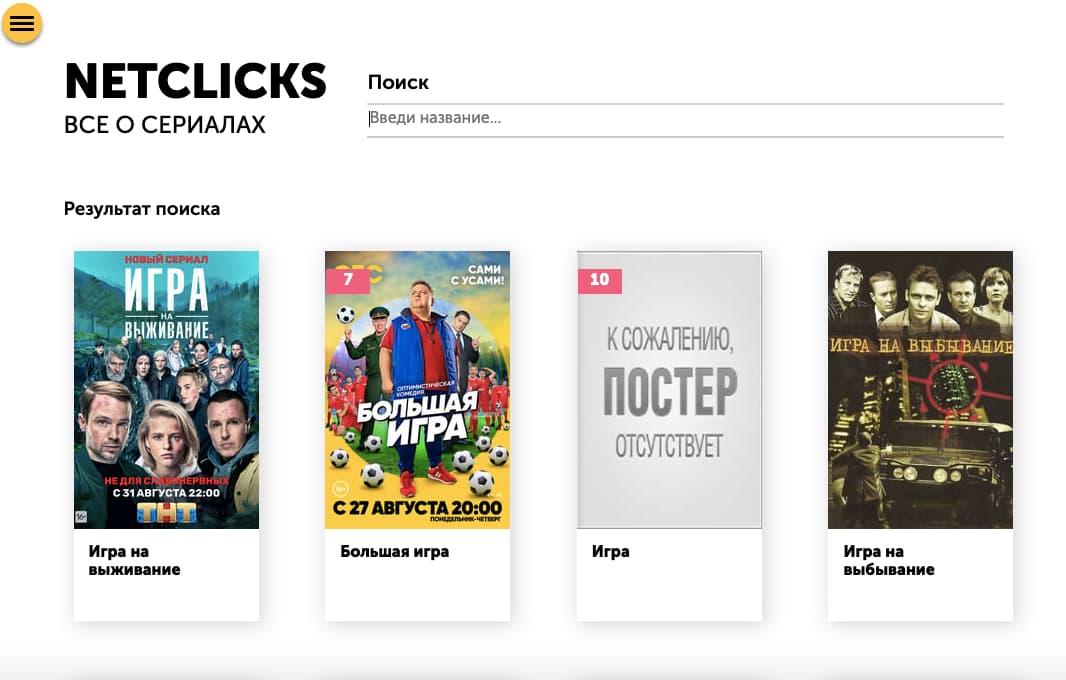 NETCLICKS
ВСЕ О СЕРИАЛАХ
Поиск
Введи название...
Результат поиска
НОВЫЙ СЕРИАЛ
ИГРА
НА
ВЫЖИВАНИЕ
НЕ ДЛЯ СЛАБОНЕРВНЫХ
С 31 АВГУСТА 22:00
ТНТ
16+
Игра на
выживание
7
СТС
САМИ
С УСАМИ!
ОПТИМИСТИЧЕСКАЯ
КОМЕДИЯ
БОЛЬШАЯ
ИГРА
16+
С 27 АВГУСТА 20:00
ПОНЕДЕЛЬНИК-ЧЕТВЕРГ
Большая игра
10
К СОЖАЛЕНИЮ,
ПОСТЕР
ОТСУТСТВУЕТ
Игра
ИГРА НА ВЫБЫВАНИЕ
Игра на
выбывание